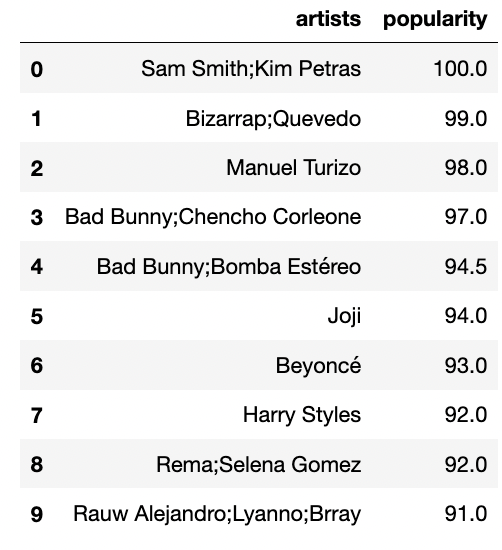 artists popularity
0 Sam Smith;Kim Petras 100.0
1 Bizarrap;Quevedo 99.0
2 Manuel Turizo 98.0
3 Bad Bunny;Chencho Corleone 97.0
4 Bad Bunny;Bomba Estéreo 94.5
5 Joji 94.0
6 Beyoncé 93.0
7 Harry Styles 92.0
8 Rema;Selena Gomez 92.0
9 Rauw Alejandro;Lyanno;Brray 91.0